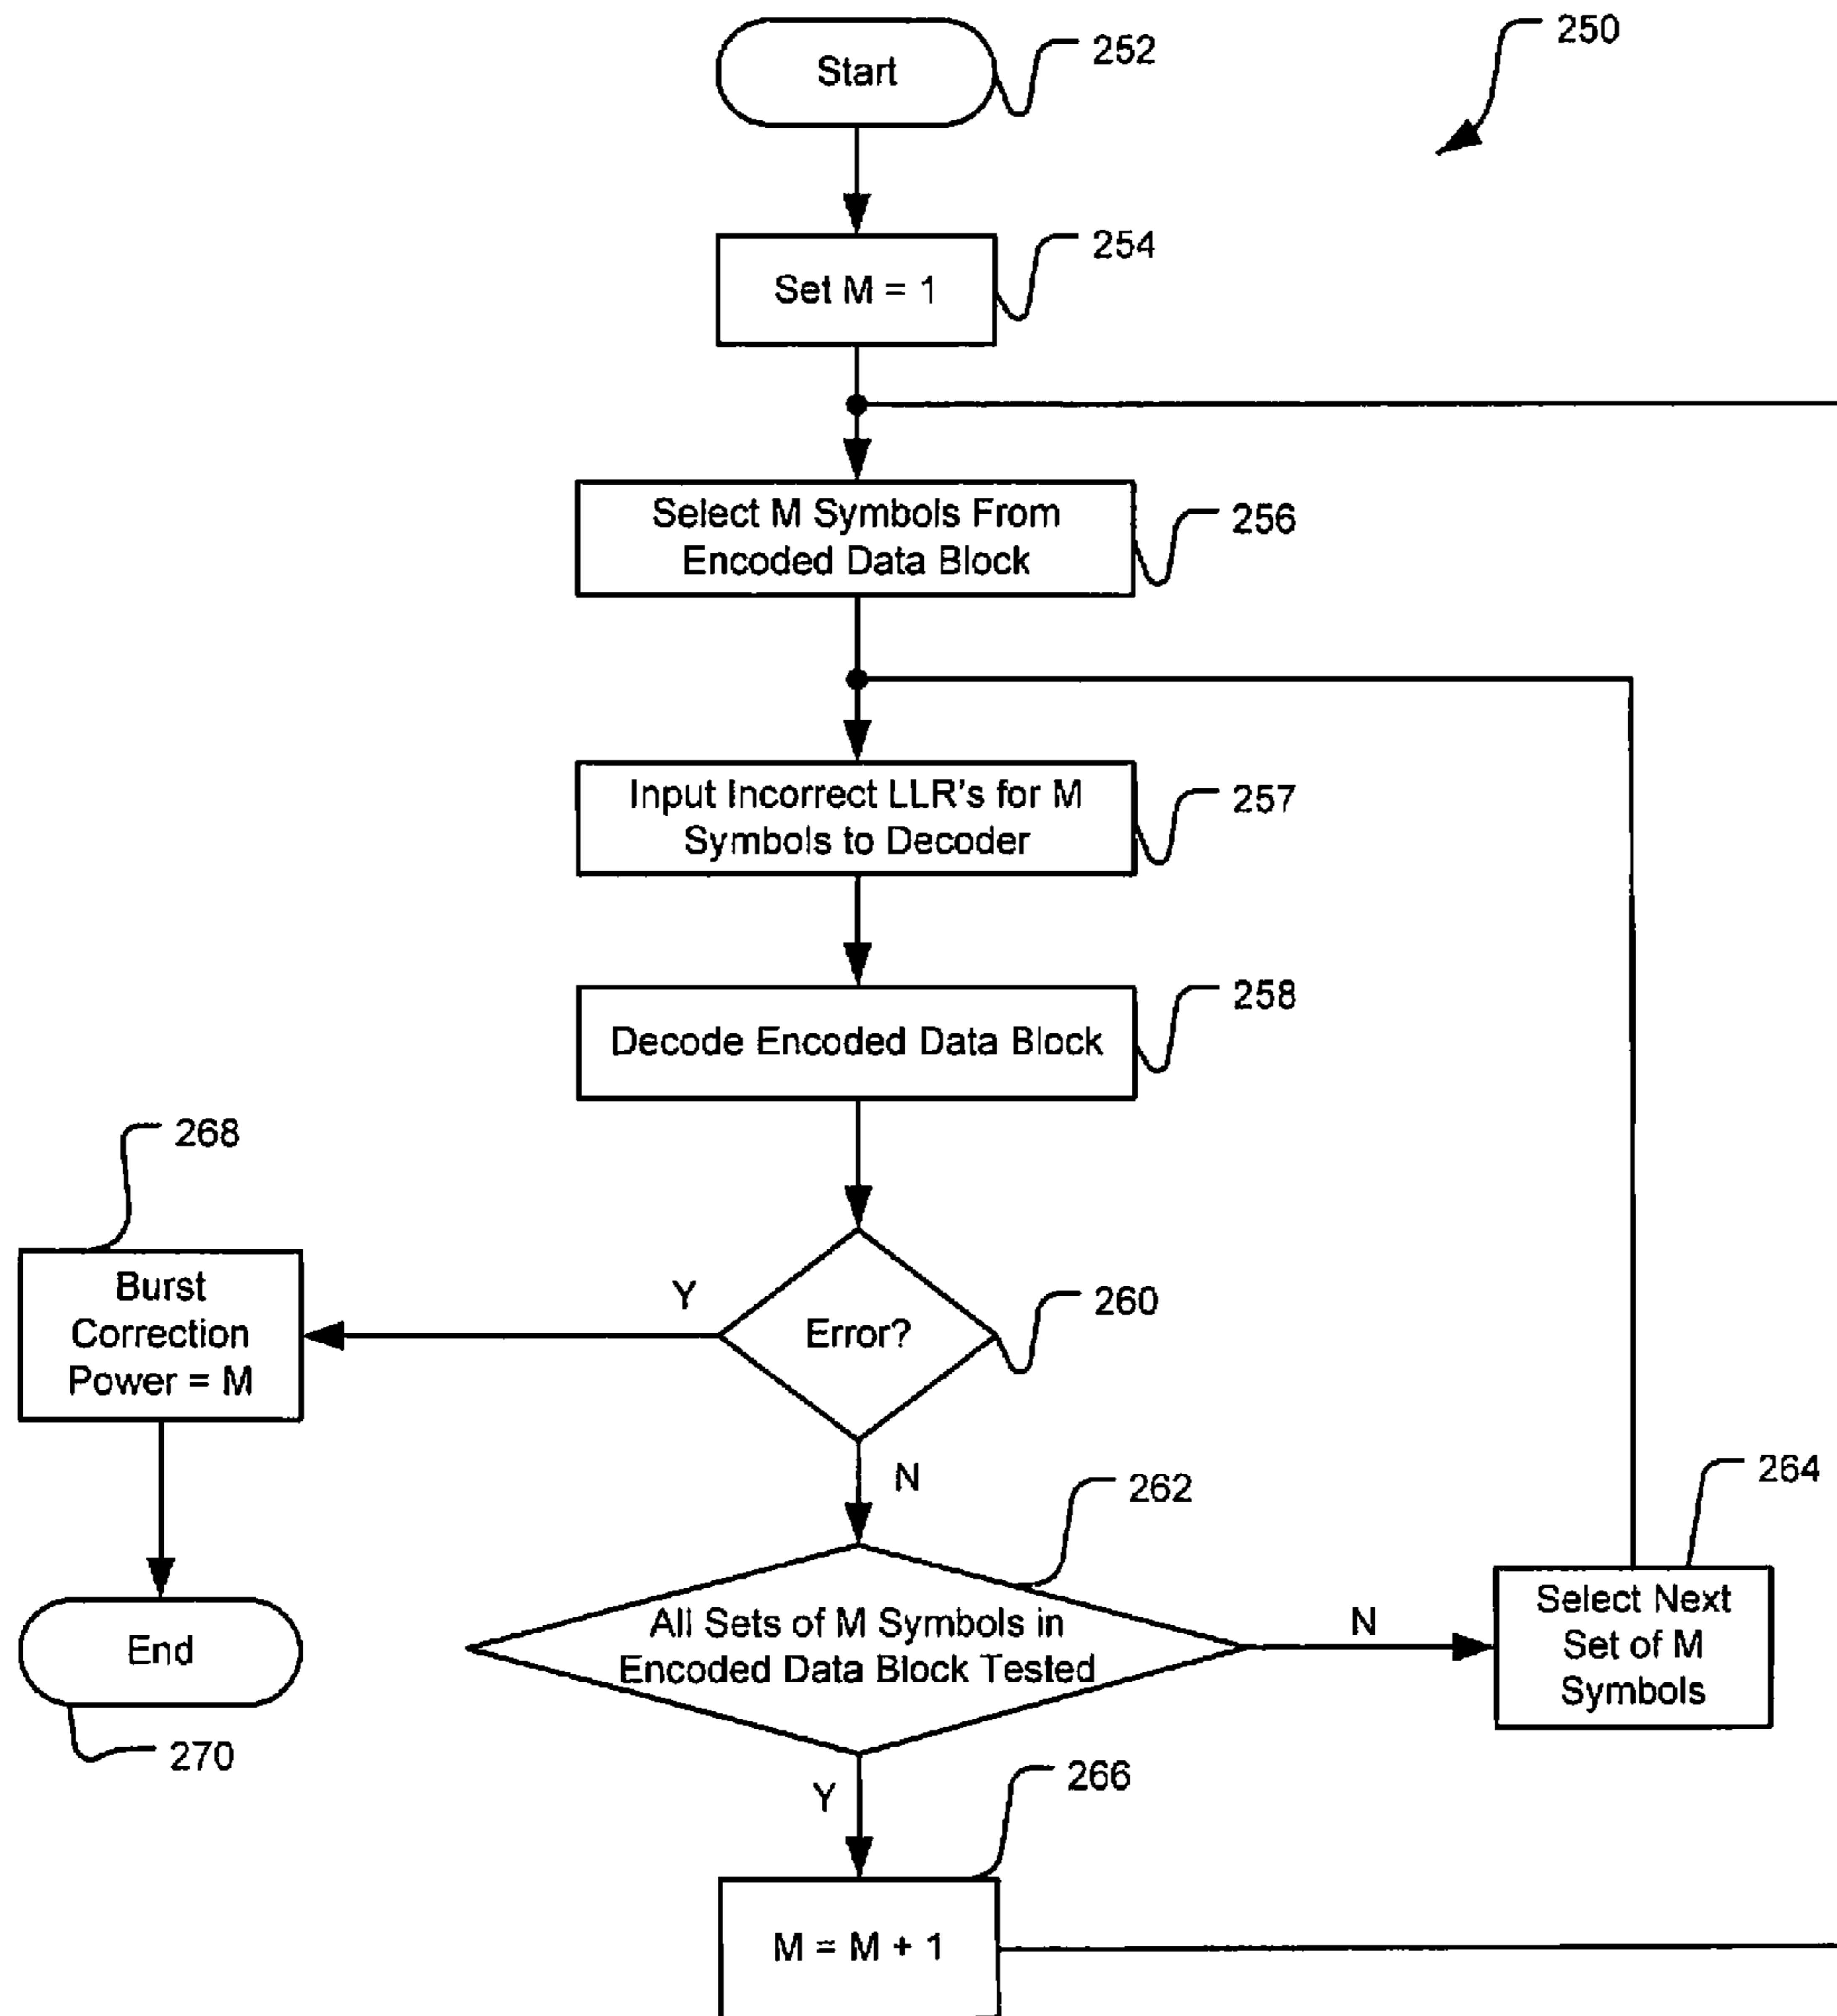 Start
252
250
Set M = 1
254
Select M Symbols From
Encoded Data Block
256
Input Incorrect LLR's for M
Symbols to Decoder
257
Decode Encoded Data Block
258
268
Burst
Correction
Power = M
Y
Error?
260
N
262
264
All Sets of M Symbols in
Encoded Data Block Tested
N
Select Next
Set of M
Symbols
End
270
Y
266
M = M + 1